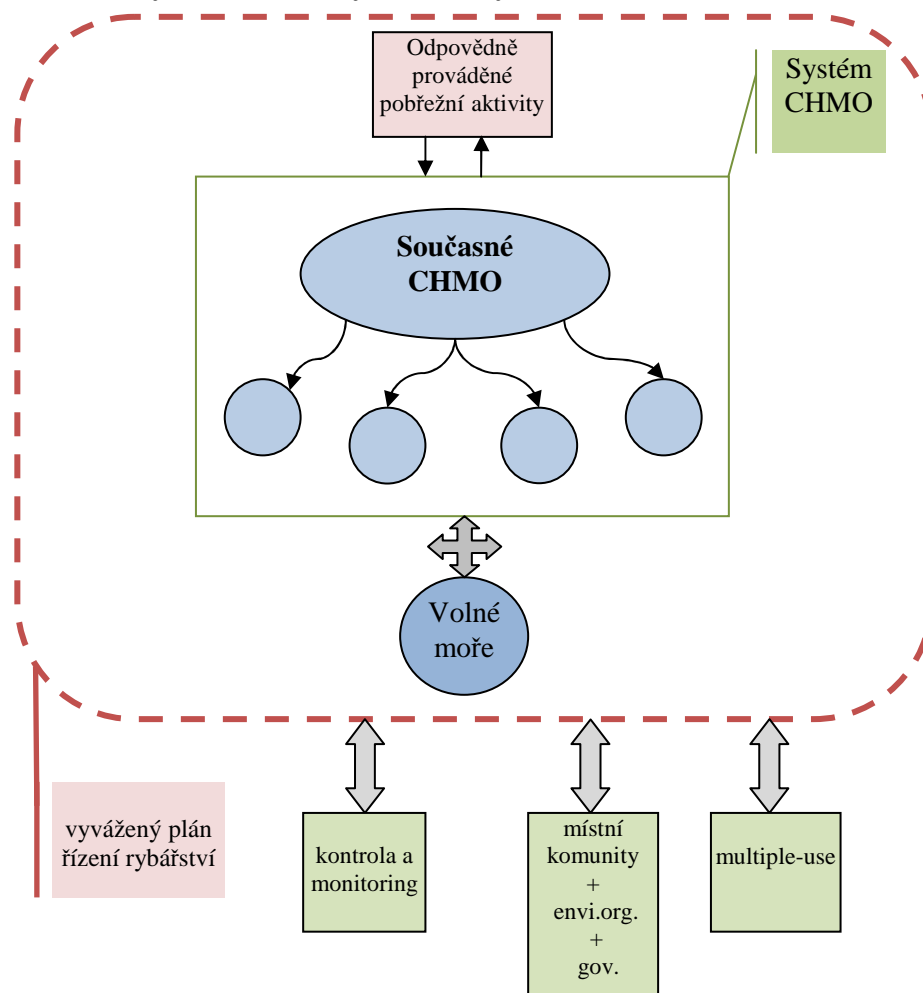 Odpovědně
prováděné
pobřežní aktivity
Systém
CHMO
Současné
CHMO
Volné
moře
vyvážený plán
řízení rybářství
kontrola a
monitoring
místní
komunity
+
envi.org.
+
gov.
multiple-use